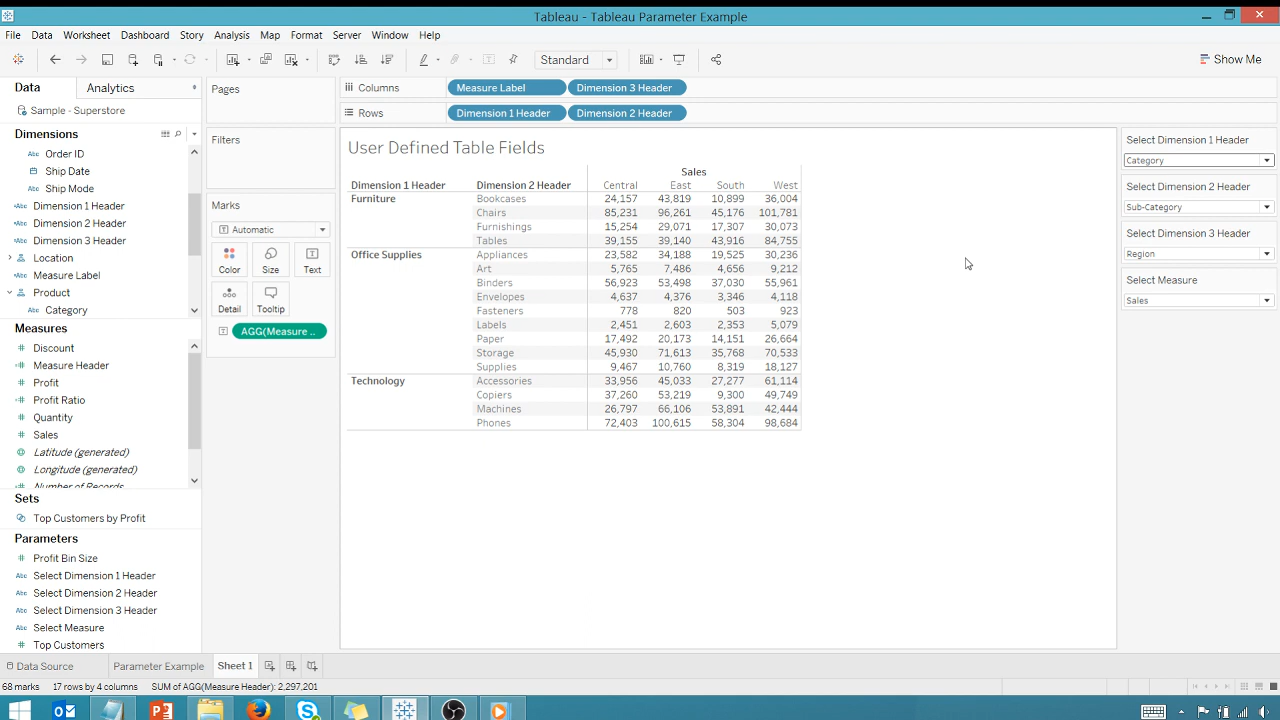 Tableau - Tableau Parameter Example
File Data Worksheet Dashboard Story Analysis Map Format Server Window Help
Standard
Show Me
Data Analytics
Sample - Superstore
Dimensions
Order ID
Ship Date
Ship Mode
Dimension 1 Header
Dimension 2 Header
Dimension 3 Header
Location
Measure Label
Product
Category
Measures
Discount
Measure Header
Profit
Profit Ratio
Quantity
Sales
Latitude (generated)
Longitude (generated)
Number of Records
Sets
Top Customers by Profit
Parameters
Profit Bin Size
Select Dimension 1 Header
Select Dimension 2 Header
Select Dimension 3 Header
Select Measure
Top Customers
Pages
Filters
Marks
Automatic
Color Size Text
Detail Tooltip
AGG(Measure ..
Columns Measure Label Dimension 3 Header
Rows Dimension 1 Header Dimension 2 Header
User Defined Table Fields
Sales
Dimension 1 Header Dimension 2 Header Central East South West
Furniture Bookcases 24,157 43,819 10,899 36,004
Chairs 85,231 96,261 45,176 101,781
Furnishings 15,254 29,071 17,307 30,073
Tables 39,155 39,140 43,916 84,755
Office Supplies Appliances 23,582 34,188 19,525 30,236
Art 5,765 7,486 4,656 9,212
Binders 56,923 53,498 37,030 55,961
Envelopes 4,637 4,376 3,346 4,118
Fasteners 778 820 503 923
Labels 2,451 2,603 2,353 5,079
Paper 17,492 20,173 14,151 26,664
Storage 45,930 71,613 35,768 70,533
Supplies 9,467 10,760 8,319 18,127
Technology Accessories 33,956 45,033 27,277 61,114
Copiers 37,260 53,219 9,300 49,749
Machines 26,797 66,106 53,891 42,444
Phones 72,403 100,615 58,304 98,684
Select Dimension 1 Header
Category
Select Dimension 2 Header
Sub-Category
Select Dimension 3 Header
Region
Select Measure
Sales
Data Source Parameter Example Sheet 1
68 marks 17 rows by 4 columns SUM of AGG(Measure Header): 2,297,201